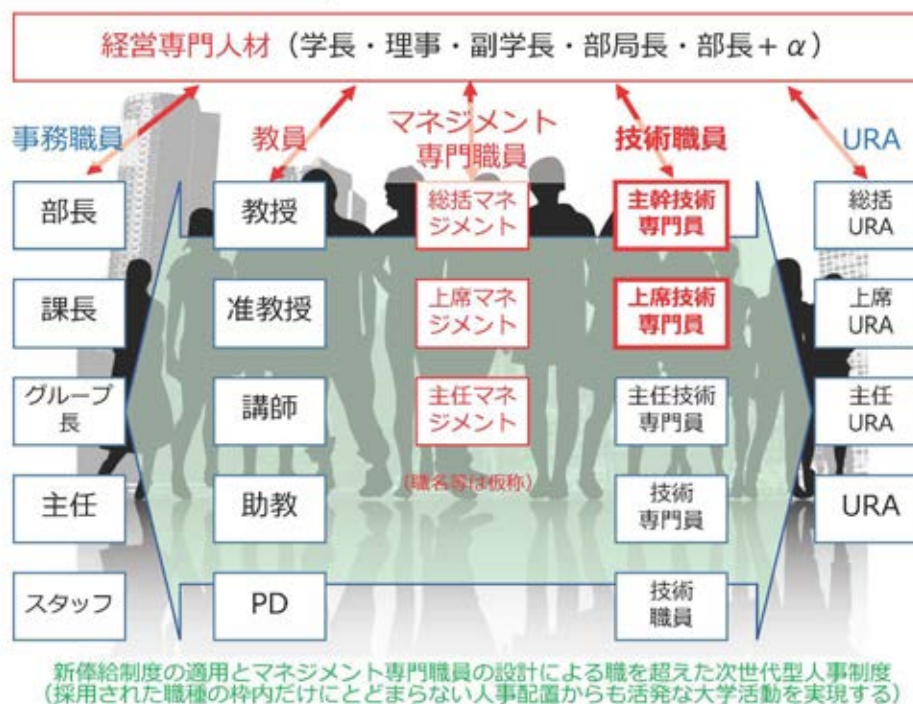 経営専門人材（学長・理事・副学長・部局長・部長+α）
事務職員
教員
マネジメント
専門職員
技術職員
URA
部長
教授
総括マネ
ジメント
主幹技術
専門員
総括
URA
課長
准教授
上席マネ
ジメント
上席技術
専門員
上席
URA
グループ
長
講師
主任マネ
ジメント
主任技術
専門員
主任
URA
（職名等は仮称）
主任
助教
技術
専門員
URA
スタッフ
PD
技術
職員
新俸給制度の適用とマネジメント専門職員の設計による職を超えた次世代型人事制度
（採用された職種の枠内だけにとどまらない人事配置からも活発な大学活動を実現する）